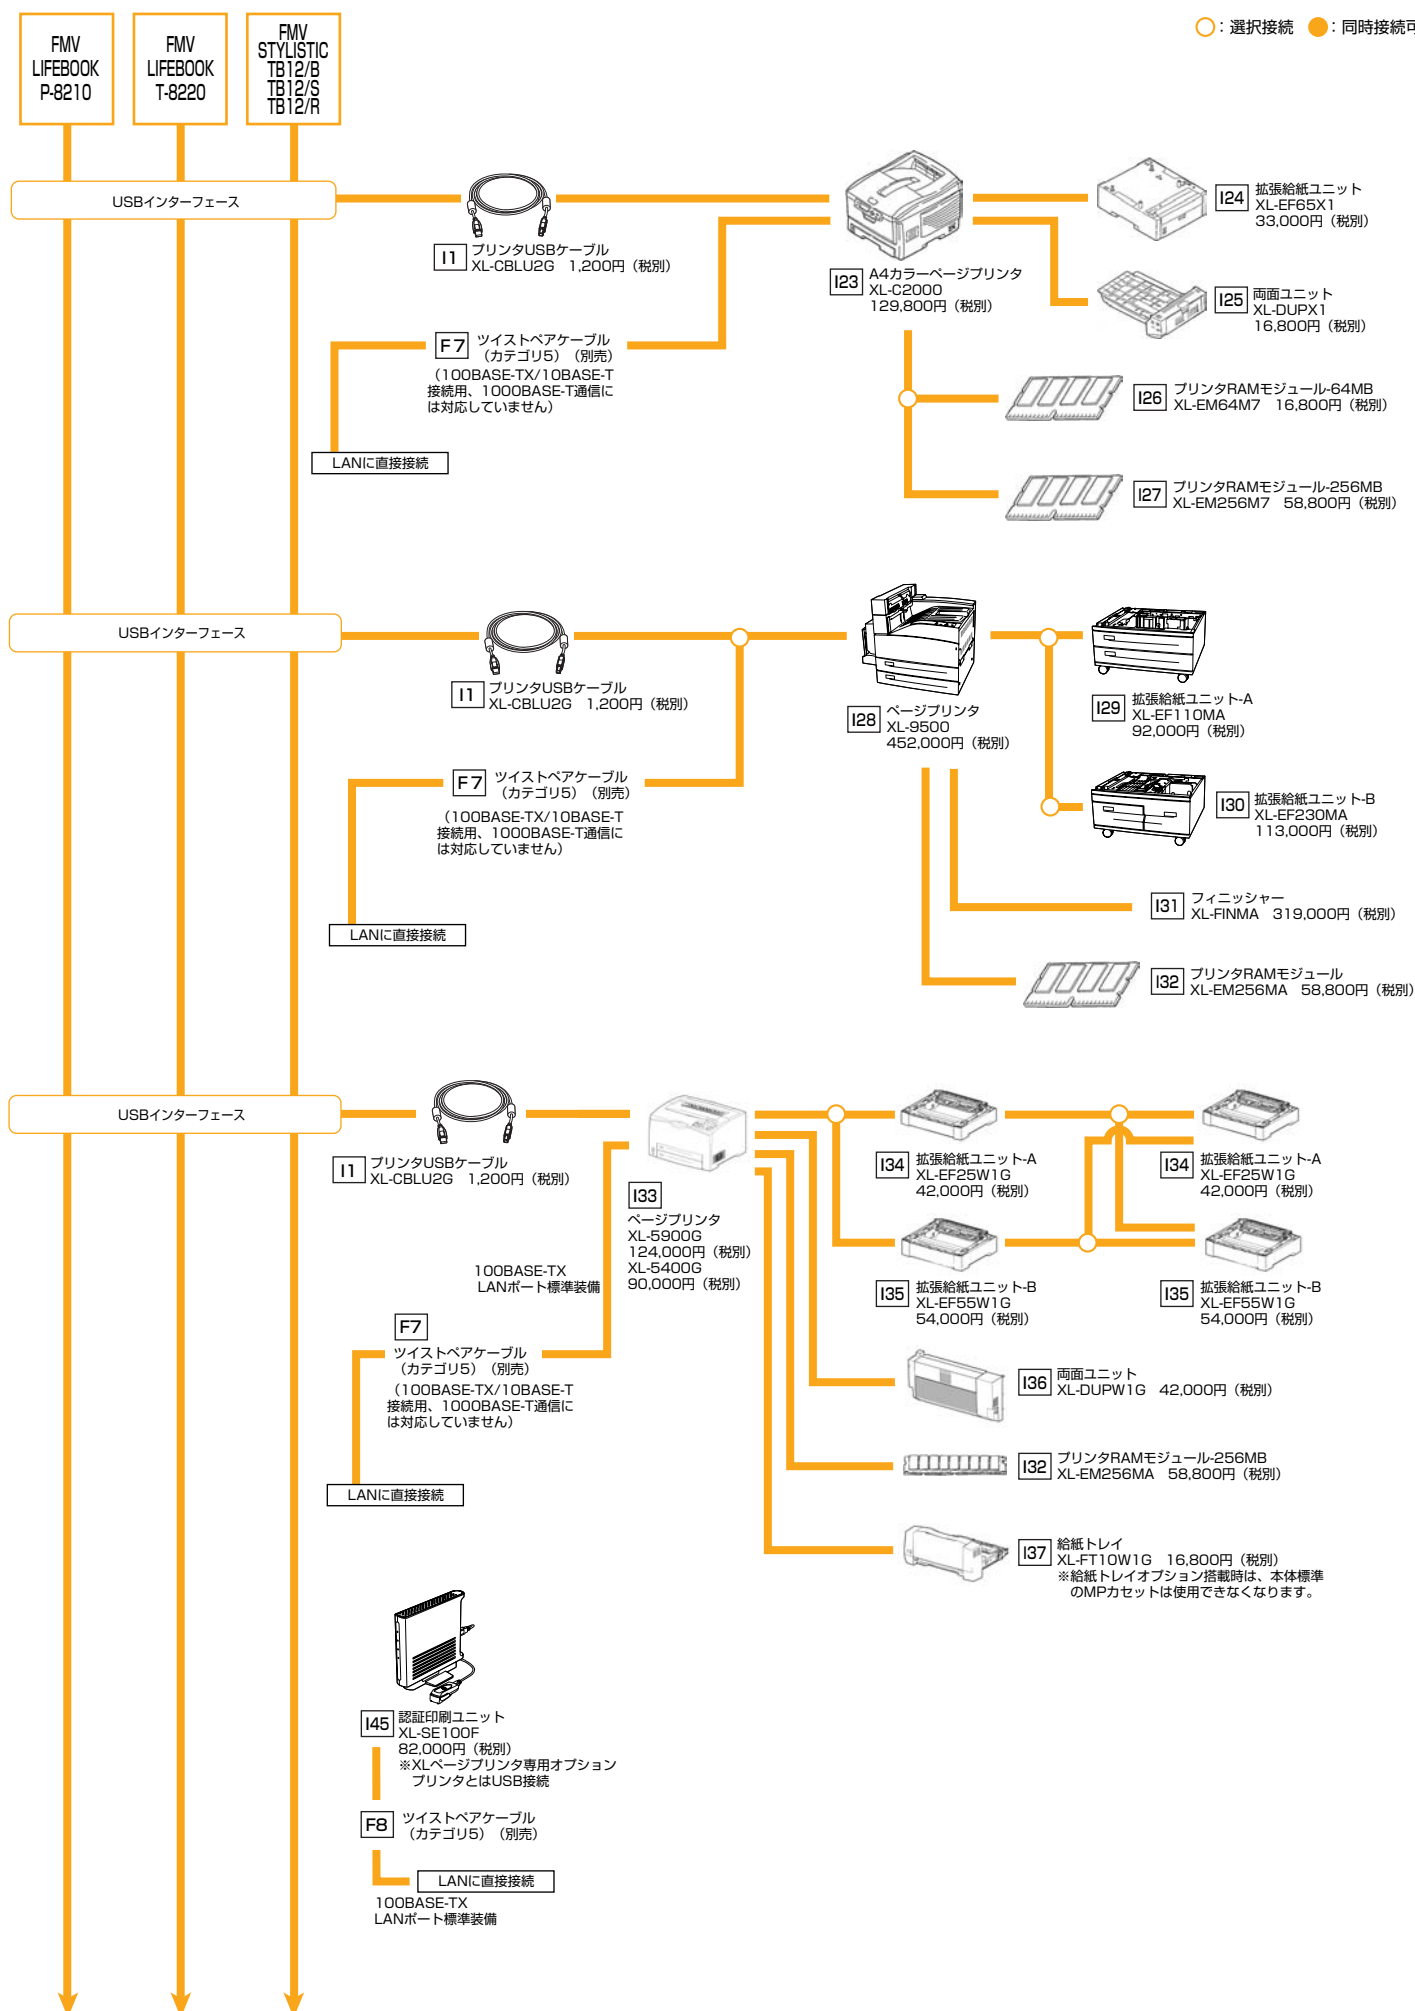 FMV
LIFEBOOK
P-8210
FMV
LIFEBOOK
T-8220
FMV
STYLISTIC
TB12/B
TB12/S
TB12/R
○：選択接続　●：同時接続可
USBインターフェース
I1 プリンタUSBケーブル
XL-CBLU2G　1,200円（税別）
I23 A4カラーページプリンタ
XL-C2000
129,800円（税別）
I24 拡張給紙ユニット
XL-EF65X1
33,000円（税別）
I25 両面ユニット
XL-DUPX1
16,800円（税別）
F7 ツイストペアケーブル
（カテゴリ5）（別売）
（100BASE-TX/10BASE-T
接続用、1000BASE-T通信に
は対応していません）
LANに直接接続
I26 プリンタRAMモジュール-64MB
XL-EM64M7　16,800円（税別）
I27 プリンタRAMモジュール-256MB
XL-EM256M7　58,800円（税別）
USBインターフェース
I1 プリンタUSBケーブル
XL-CBLU2G　1,200円（税別）
I28 ページプリンタ
XL-9500
452,000円（税別）
I29 拡張給紙ユニット-A
XL-EF110MA
92,000円（税別）
F7 ツイストペアケーブル
（カテゴリ5）（別売）
（100BASE-TX/10BASE-T
接続用、1000BASE-T通信に
は対応していません）
LANに直接接続
I30 拡張給紙ユニット-B
XL-EF230MA
113,000円（税別）
I31 フィニッシャー
XL-FINMA　319,000円（税別）
I32 プリンタRAMモジュール
XL-EM256MA　58,800円（税別）
USBインターフェース
I1 プリンタUSBケーブル
XL-CBLU2G　1,200円（税別）
I33
ページプリンタ
XL-5900G
124,000円（税別）
XL-5400G
90,000円（税別）
I34 拡張給紙ユニット-A
XL-EF25W1G
42,000円（税別）
I34 拡張給紙ユニット-A
XL-EF25W1G
42,000円（税別）
I35 拡張給紙ユニット-B
XL-EF55W1G
54,000円（税別）
I35 拡張給紙ユニット-B
XL-EF55W1G
54,000円（税別）
100BASE-TX
LANポート標準装備
F7
ツイストペアケーブル
（カテゴリ5）（別売）
（100BASE-TX/10BASE-T
接続用、1000BASE-T通信に
は対応していません）
LANに直接接続
I36 両面ユニット
XL-DUPW1G　42,000円（税別）
I32 プリンタRAMモジュール-256MB
XL-EM256MA　58,800円（税別）
I37 給紙トレイ
XL-FT10W1G　16,800円（税別）
※給紙トレイオプション搭載時は、本体標準
のMPカセットは使用できなくなります。
I45 認証印刷ユニット
XL-SE100F
82,000円（税別）
※XLページプリンタ専用オプション
プリンタとはUSB接続
F8 ツイストペアケーブル
（カテゴリ5）（別売）
LANに直接接続
100BASE-TX
LANポート標準装備